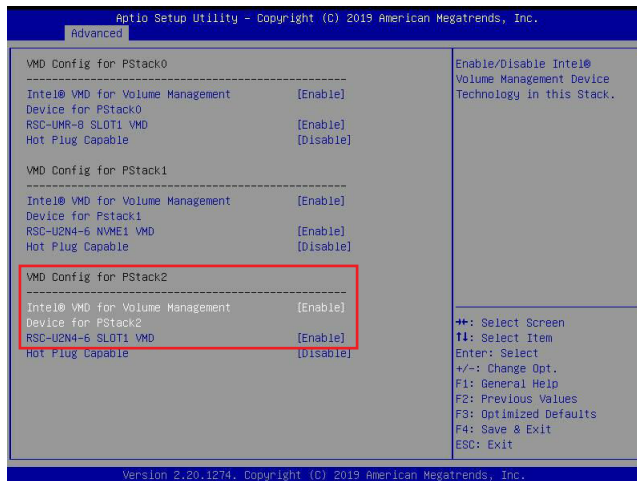 Aptio Setup Utility - Copyright (C) 2019 American Megatrends, Inc.
Advanced
VMD Config for PStack0
------------------------------------------------
Intel® VMD for Volume Management [Enable]
Device for PStack0
RSC-UMR-8 SLOT1 VMD [Enable]
Hot Plug Capable [Disable]
VMD Config for PStack1
------------------------------------------------
Intel® VMD for Volume Management [Enable]
Device for Pstack1
RSC-U2N4-6 NVME1 VMD [Enable]
Hot Plug Capable [Disable]
VMD Config for PStack2
------------------------------------------------
Intel® VMD for Volume Management [Enable]
Device for PStack2
RSC-U2N4-6 SLOT1 VMD [Enable]
Hot Plug Capable [Disable]
Enable/Disable Intel®
Volume Management Device
Technology in this Stack.
→←: Select Screen
↑↓: Select Item
Enter: Select
+/-: Change Opt.
F1: General Help
F2: Previous Values
F3: Optimized Defaults
F4: Save & Exit
ESC: Exit
Version 2.20.1274. Copyright (C) 2019 American Megatrends, Inc.